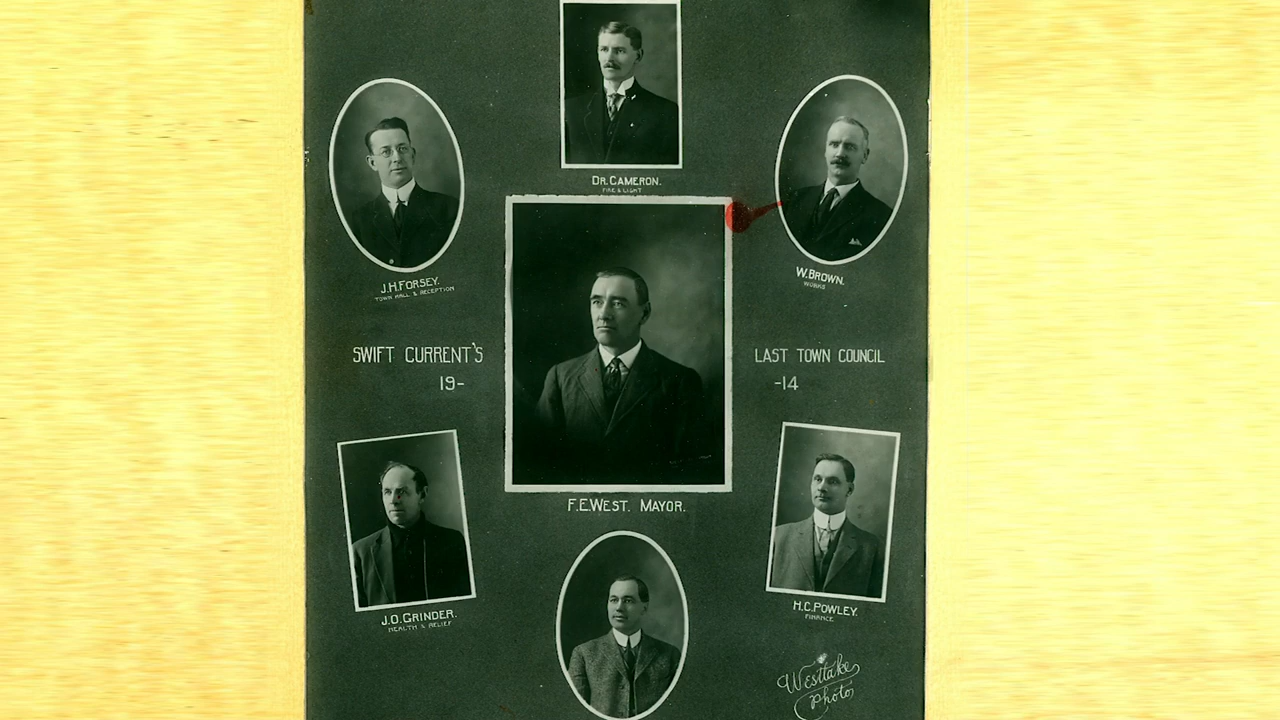 DR. CAMERON.
FIRE & LIGHT
J.H. FORSEY.
TOWN HALL & RECEPTION
W. BROWN.
WORKS
SWIFT CURRENT'S LAST TOWN COUNCIL
19- -14
F.E. WEST. MAYOR.
J.O. GRINDER.
HEALTH & RELIEF
H.C. POWLEY.
FINANCE
Westlake
Photo